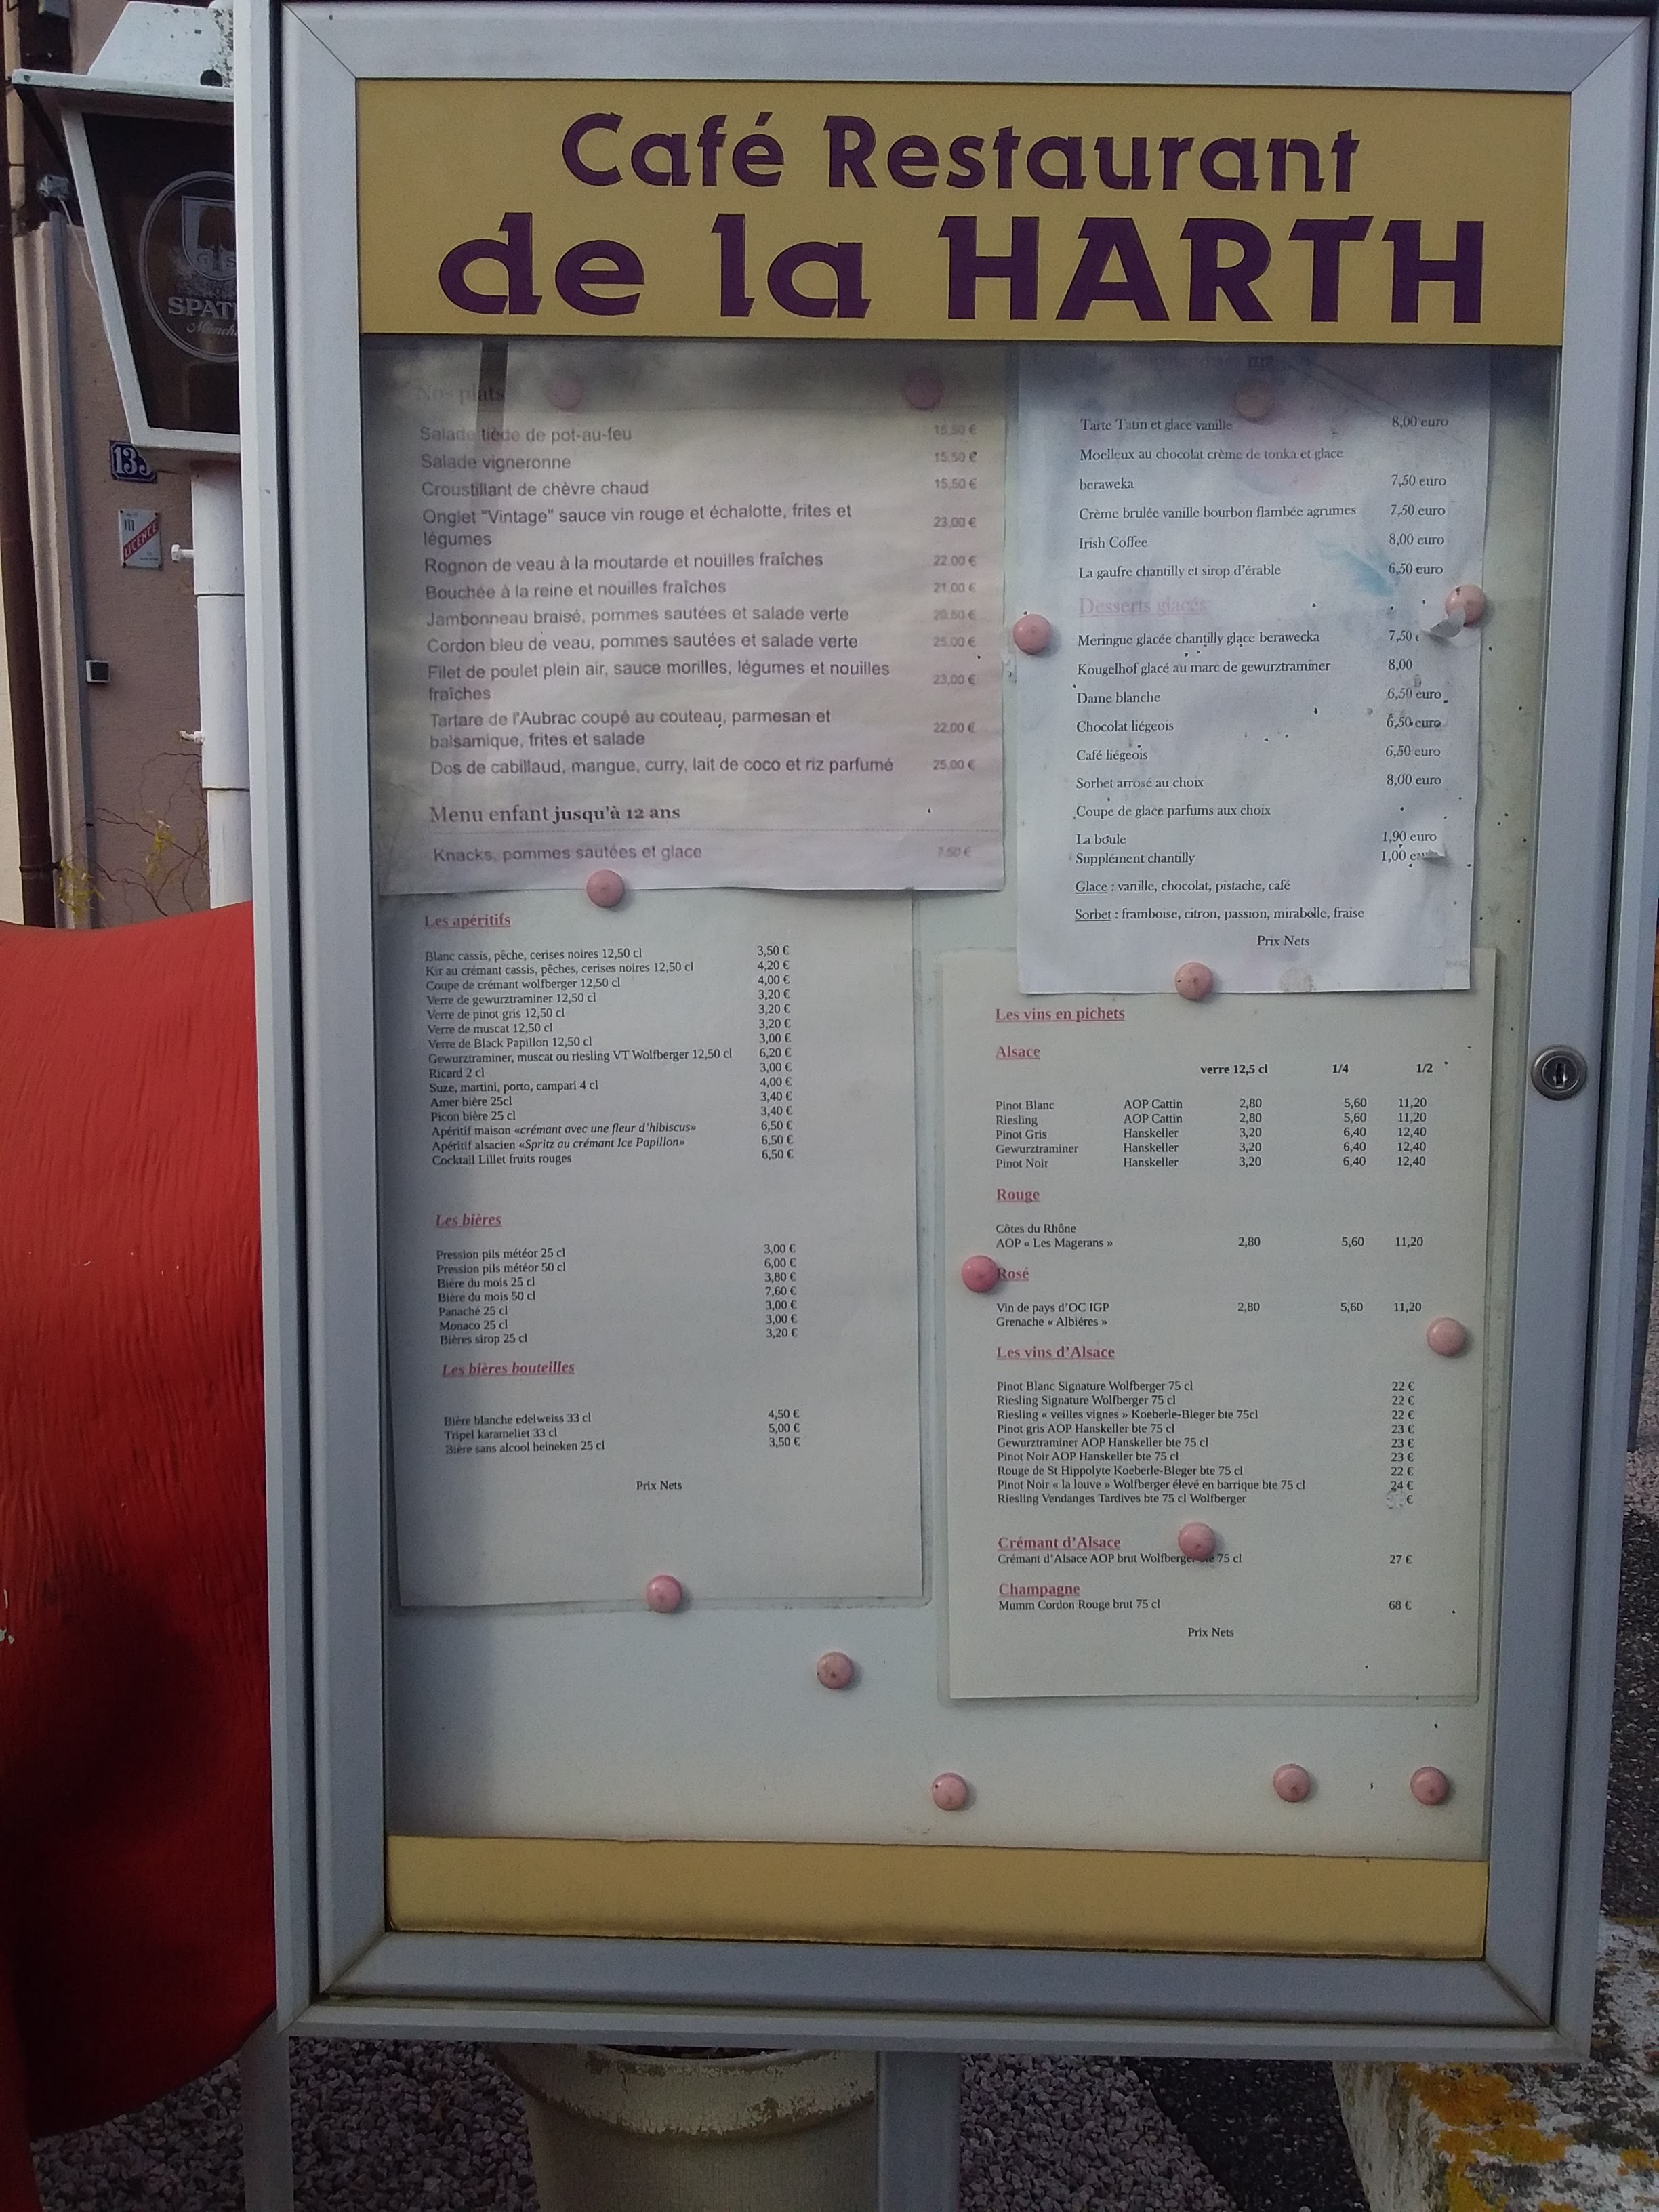 Café Restaurant
de la HARTH
SPAT
Münch
13
III
LICENCE
Nos plats
Salade tiède de pot-au-feu 15,50 €
Salade vigneronne 15,50 €
Croustillant de chèvre chaud 15,50 €
Onglet "Vintage" sauce vin rouge et échalotte, frites et
légumes 23,00 €
Rognon de veau à la moutarde et nouilles fraîches 22,00 €
Bouchée à la reine et nouilles fraîches 21,00 €
Jambonneau braisé, pommes sautées et salade verte
Cordon bleu de veau, pommes sautées et salade verte 25,00 €
Filet de poulet plein air, sauce morilles, légumes et nouilles
fraîches 23,00 €
Tartare de l'Aubrac coupé au couteau, parmesan et
balsamique, frites et salade 22,00 €
Dos de cabillaud, mangue, curry, lait de coco et riz parfumé 25,00 €
Menu enfant jusqu'à 12 ans
Knacks, pommes sautées et glace 7,50 €
Les apéritifs
Blanc cassis, pêche, cerises noires 12,50 cl 3,50 €
Kir au crémant cassis, pêches, cerises noires 12,50 cl 4,20 €
Coupe de crémant wolfberger 12,50 cl 4,00 €
Verre de gewurztraminer 12,50 cl 3,20 €
Verre de pinot gris 12,50 cl 3,20 €
Verre de muscat 12,50 cl 3,20 €
Verre de Black Papillon 12,50 cl 3,00 €
Gewurztraminer, muscat ou riesling VT Wolfberger 12,50 cl 6,20 €
Ricard 2 cl 3,00 €
Suze, martini, porto, campari 4 cl 4,00 €
Amer bière 25cl 3,40 €
Picon bière 25 cl 3,40 €
Apéritif maison «crémant avec une fleur d'hibiscus» 6,50 €
Apéritif alsacien «Spritz au crémant Ice Papillon» 6,50 €
Cocktail Lillet fruits rouges 6,50 €
Les bières
Pression pils météor 25 cl 3,00 €
Pression pils météor 50 cl 6,00 €
Bière du mois 25 cl 3,80 €
Bière du mois 50 cl 7,60 €
Panaché 25 cl 3,00 €
Monaco 25 cl 3,00 €
Bières sirop 25 cl 3,20 €
Les bières bouteilles
Bière blanche edelweiss 33 cl 4,50 €
Tripel karameliet 33 cl 5,00 €
Bière sans alcool heineken 25 cl 3,50 €
Prix Nets
Tarte Tatin et glace vanille 8,00 euro
Moelleux au chocolat crème de tonka et glace
beraweka 7,50 euro
Crème brulée vanille bourbon flambée agrumes 7,50 euro
Irish Coffee 8,00 euro
La gaufre chantilly et sirop d'érable 6,50 euro
Desserts glacés
Meringue glacée chantilly glace berawecka 7,50 e
Kougelhof glacé au marc de gewurztraminer 8,00
Dame blanche 6,50 euro
Chocolat liégeois 6,50 euro
Café liégeois 6,50 euro
Sorbet arrosé au choix 8,00 euro
Coupe de glace parfums aux choix
La boule 1,90 euro
Supplément chantilly 1,00 eu
Glace : vanille, chocolat, pistache, café
Sorbet : framboise, citron, passion, mirabolle, fraise
Prix Nets
Les vins en pichets
Alsace
verre 12,5 cl 1/4 1/2
Pinot Blanc AOP Cattin 2,80 5,60 11,20
Riesling AOP Cattin 2,80 5,60 11,20
Pinot Gris Hanskeller 3,20 6,40 12,40
Gewurztraminer Hanskeller 3,20 6,40 12,40
Pinot Noir Hanskeller 3,20 6,40 12,40
Rouge
Côtes du Rhône
AOP « Les Magerans » 2,80 5,60 11,20
Rosé
Vin de pays d'OC IGP 2,80 5,60 11,20
Grenache « Albiéres »
Les vins d'Alsace
Pinot Blanc Signature Wolfberger 75 cl 22 €
Riesling Signature Wolfberger 75 cl 22 €
Riesling « veilles vignes » Koeberle-Bleger bte 75cl 22 €
Pinot gris AOP Hanskeller bte 75 cl 23 €
Gewurztraminer AOP Hanskeller bte 75 cl 23 €
Pinot Noir AOP Hanskeller bte 75 cl 23 €
Rouge de St Hippolyte Koeberle-Bleger bte 75 cl 22 €
Pinot Noir « la louve » Wolfberger élevé en barrique bte 75 cl 24 €
Riesling Vendanges Tardives bte 75 cl Wolfberger €
Crémant d'Alsace
Crémant d'Alsace AOP brut Wolfberger bte 75 cl 27 €
Champagne
Mumm Cordon Rouge brut 75 cl 68 €
Prix Nets